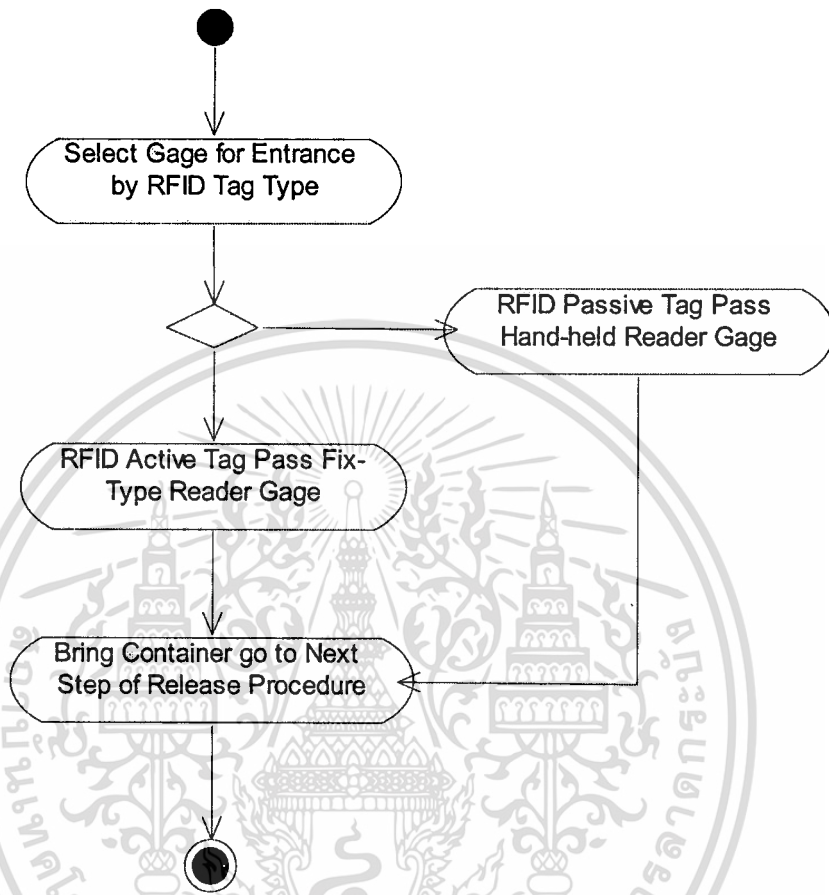 Select Gage for Entrance
by RFID Tag Type
RFID Passive Tag Pass
Hand-held Reader Gage
RFID Active Tag Pass Fix-
Type Reader Gage
Bring Container go to Next
Step of Release Procedure